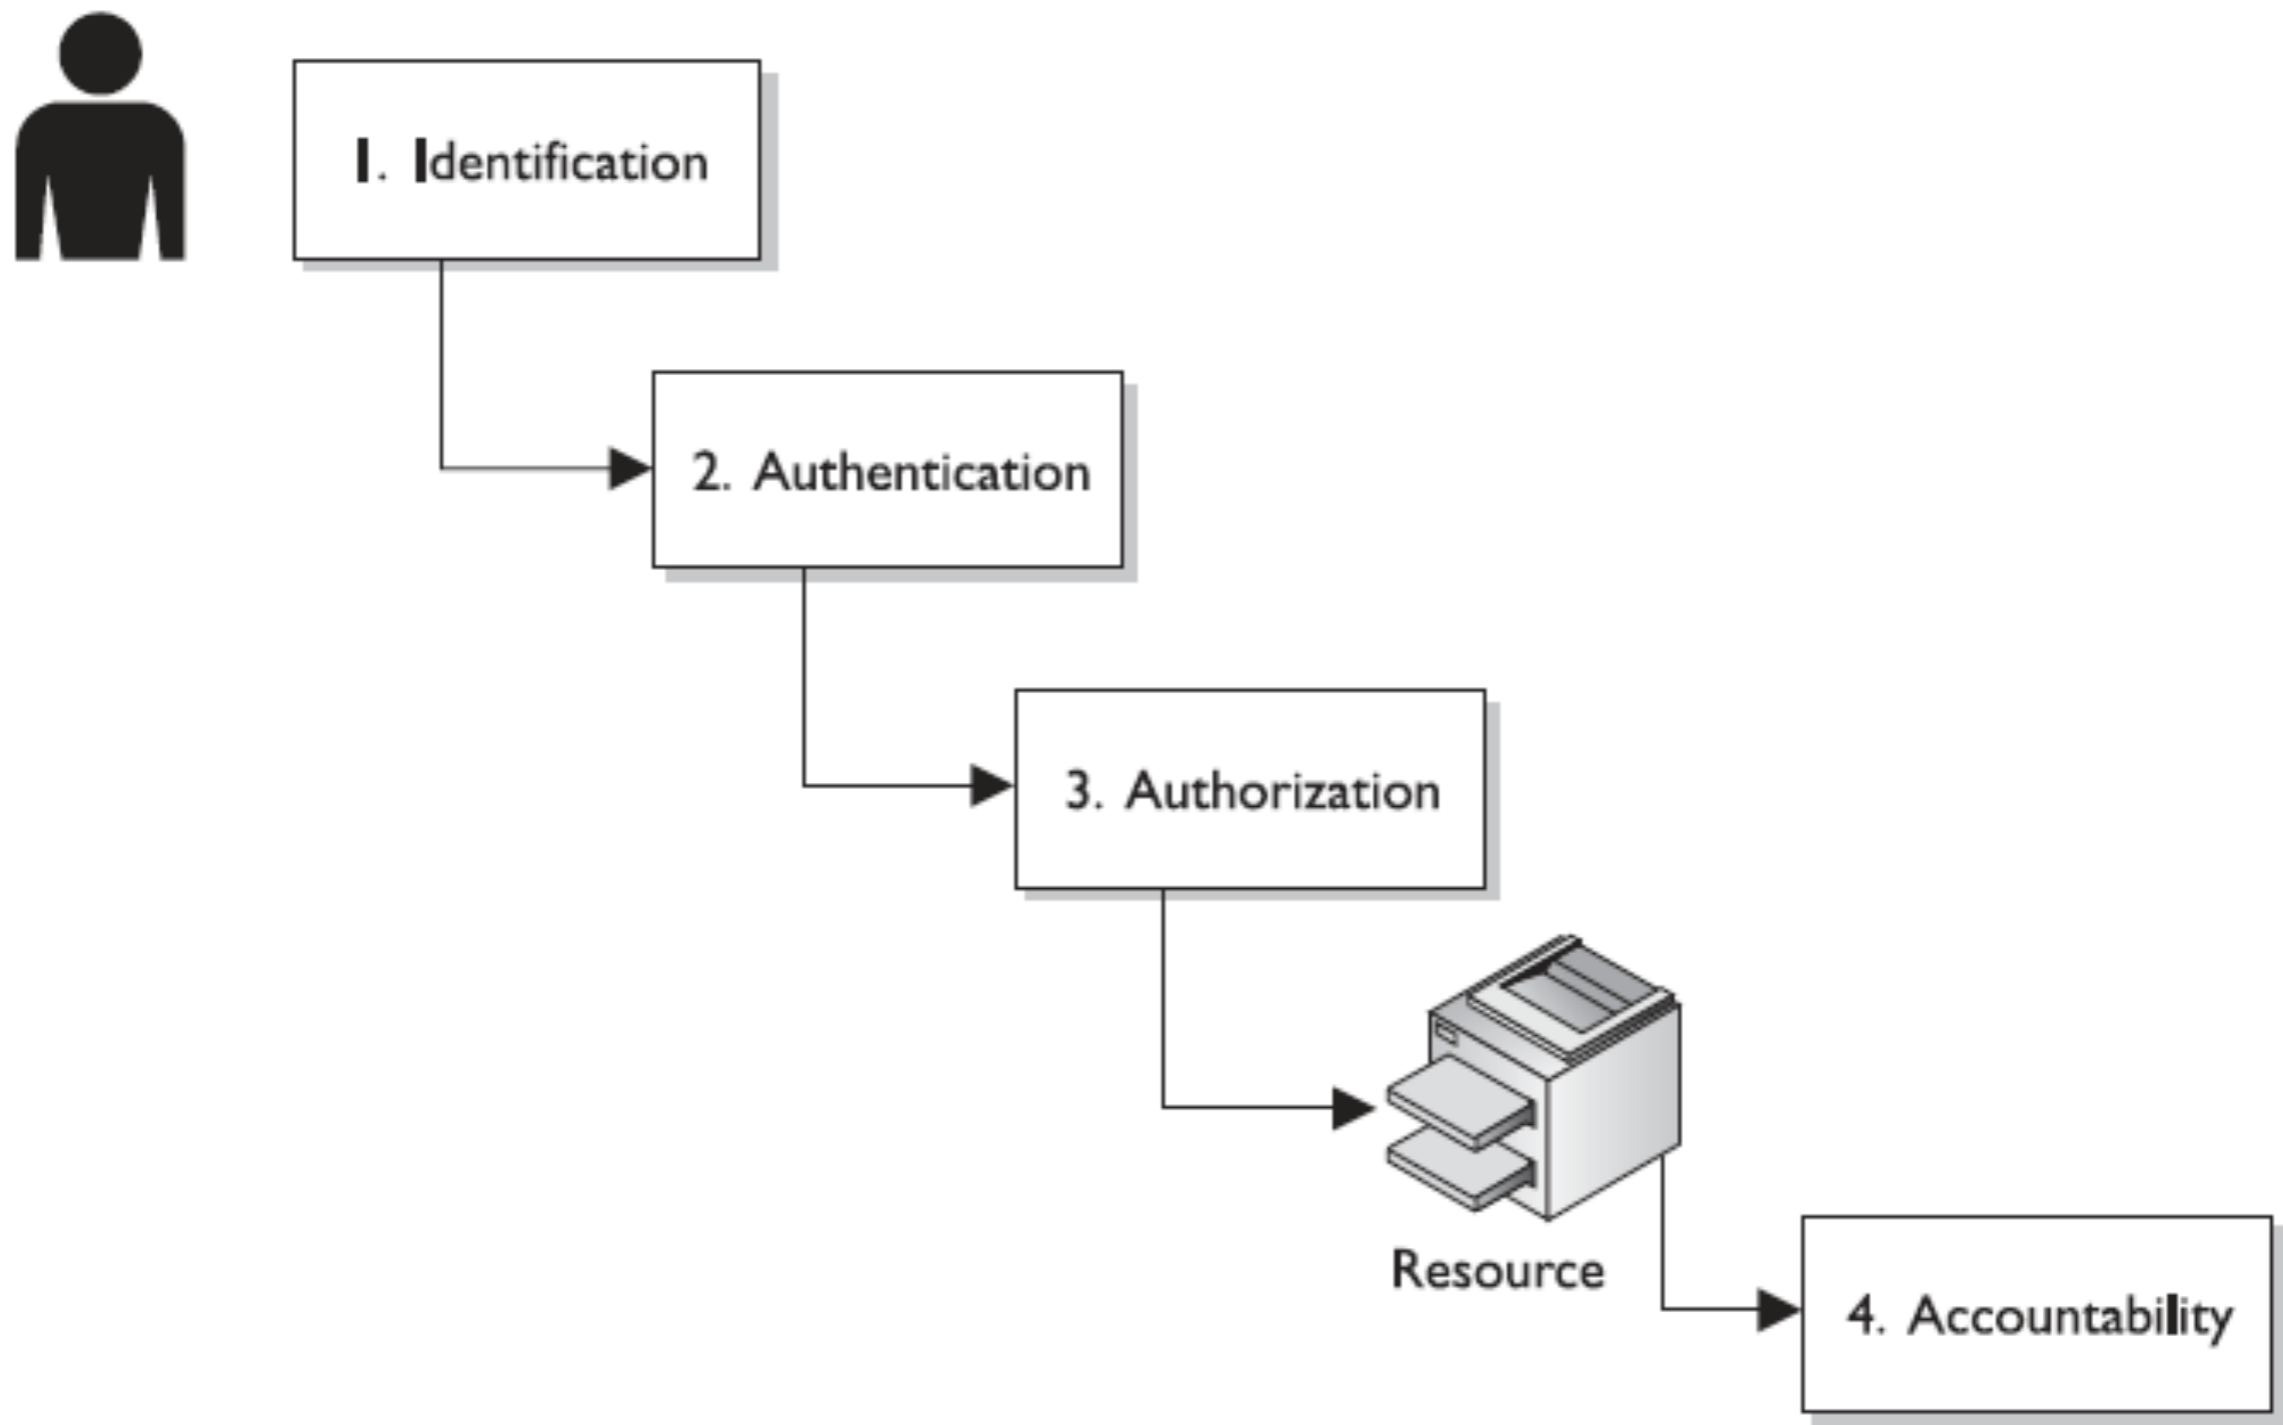 1. Identification
2. Authentication
3. Authorization
Resource
4. Accountability